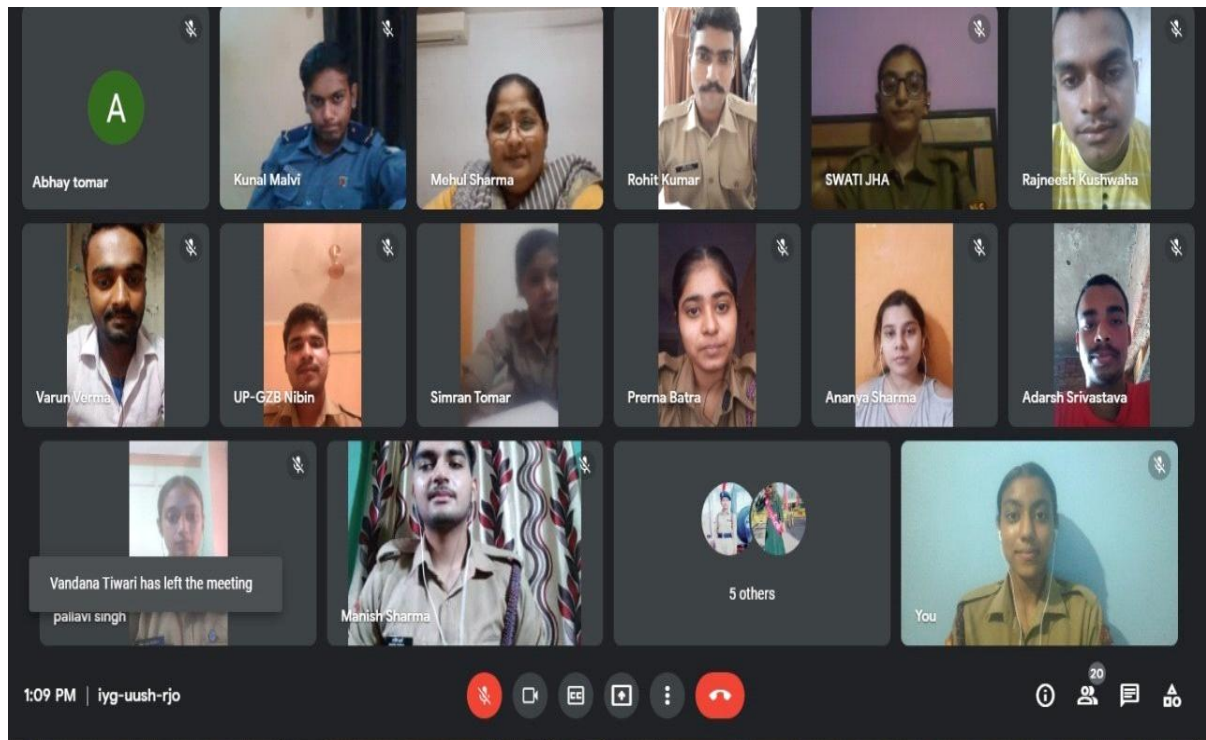 A
Abhay tomar
Kunal Malvi
Mehul Sharma
Rohit Kumar
SWATI JHA
Rajneesh Kushwaha
Varun Verma
UP-GZB Nibin
Simran Tomar
Prerna Batra
Ananya Sharma
Adarsh Srivastava
Vandana Tiwari has left the meeting
pallavi singh
Manish Sharma
5 others
You
1:09 PM | iyg-uush-rjo
CC
20